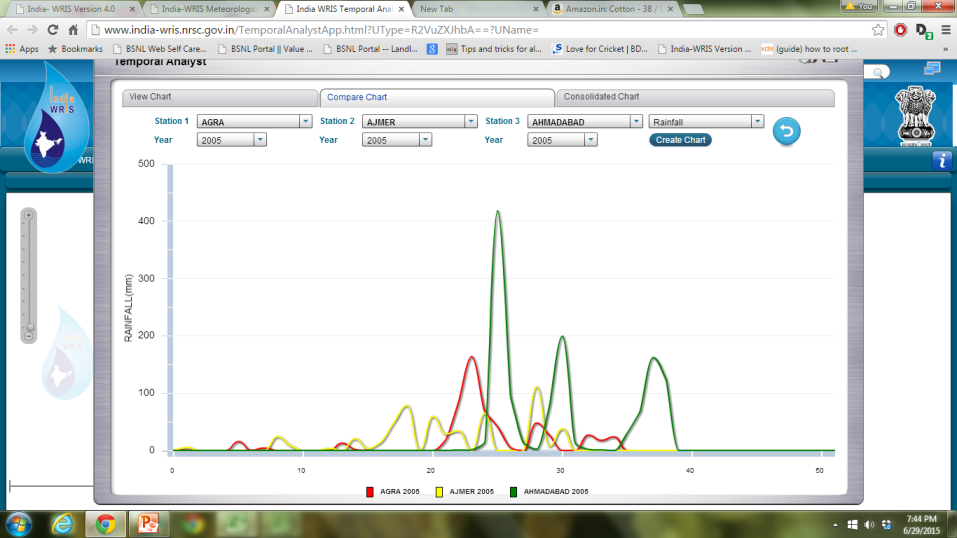 India- WRIS Version 4.0
India-WRIS Meteorologic
India WRIS Temporal Anal
New Tab
Amazon.in: Cotton - 38 /
You
www.india-wris.nrsc.gov.in/TemporalAnalystApp.html?UType=R2VuZXJhbA==?UName=
Apps
Bookmarks
BSNL Web Self Care...
BSNL Portal || Value ...
BSNL Portal -- Landl...
Tips and tricks for al...
Love for Cricket | BD...
India-WRIS Version ...
(guide) how to root ...
»
Temporal Analyst
India
WRIS
View Chart
Compare Chart
Consolidated Chart
Station 1 AGRA
Station 2 AJMER
Station 3 AHMADABAD
Rainfall
Year 2005
Year 2005
Year 2005
Create Chart
WRI
i
500
400
300
200
100
0
RAINFALL(mm)
0 10 20 30 40 50
AGRA 2005
AJMER 2005
AHMADABAD 2005
7:44 PM
6/29/2015